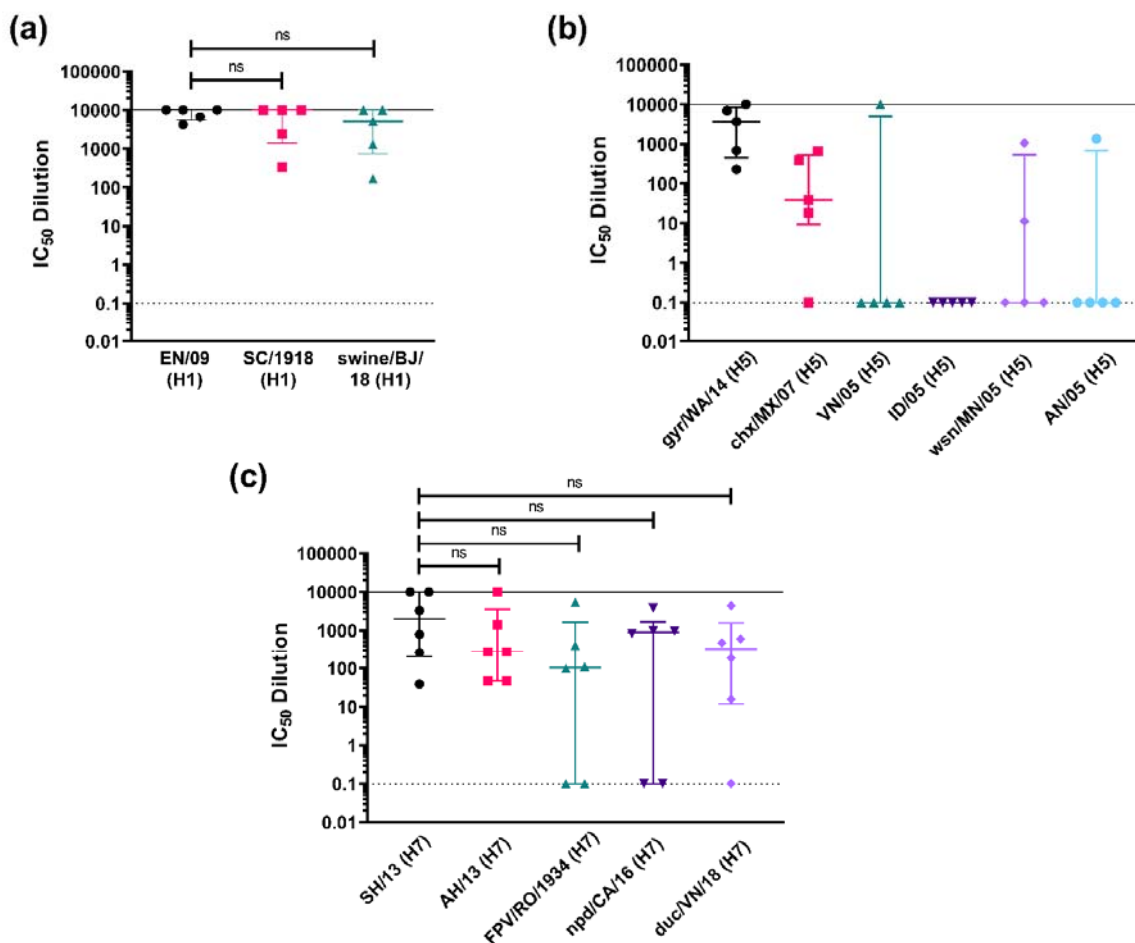 (a)
ns
ns
IC50 Dilution
100000
10000
1000
100
10
1
0.1
0.01
EN/09
(H1)
SC/1918
(H1)
swine/BJ/
18 (H1)
(b)
IC50 Dilution
100000
10000
1000
100
10
1
0.1
0.01
gyr/WA/14 (H5)
chx/MX/07 (H5)
VN/05 (H5)
ID/05 (H5)
wsn/MN/05 (H5)
AN/05 (H5)
(c)
ns
ns
ns
ns
IC50 Dilution
100000
10000
1000
100
10
1
0.1
0.01
SH/13 (H7)
AH/13 (H7)
FPV/RO/1934 (H7)
npd/CA/16 (H7)
duc/VN/18 (H7)